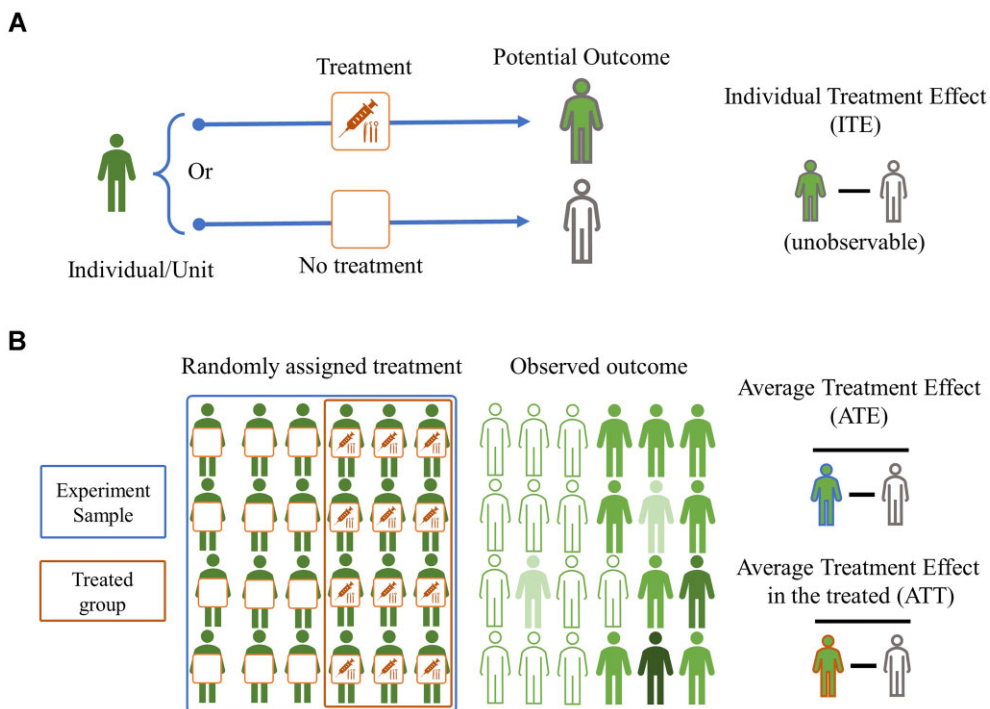 A
Treatment
Potential Outcome
Individual Treatment Effect
(ITE)
Or
(unobservable)
Individual/Unit
No treatment
B
Randomly assigned treatment
Observed outcome
Average Treatment Effect
(ATE)
Experiment
Sample
Treated
group
Average Treatment Effect
in the treated (ATT)